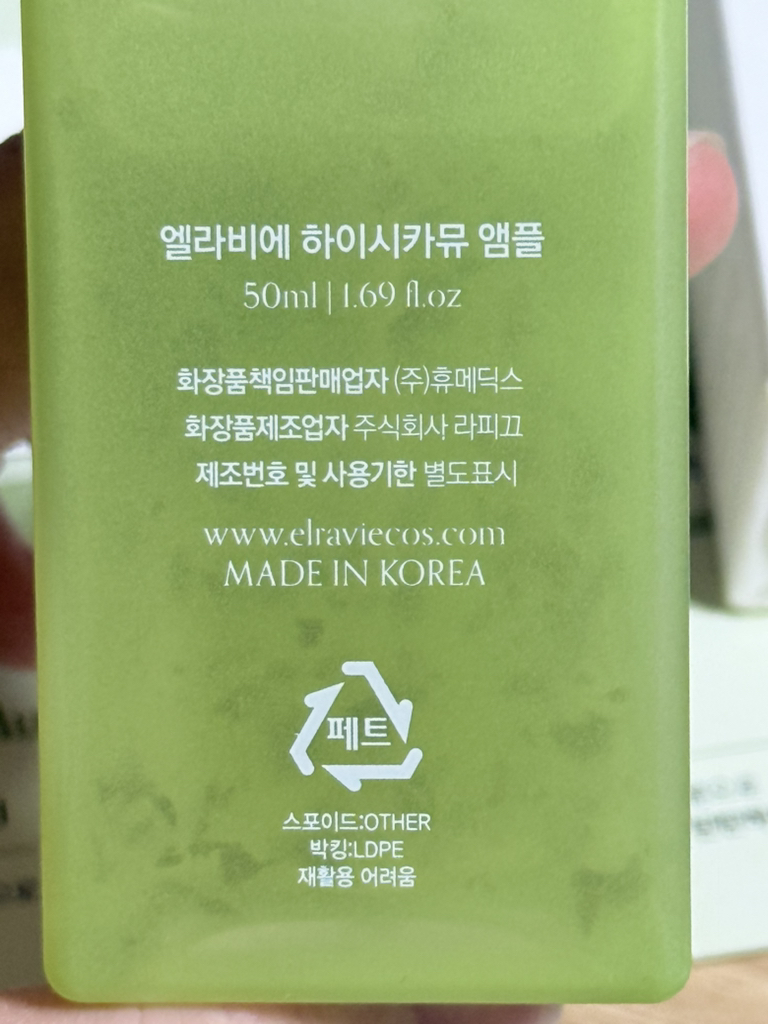 엘라비에 하이시카뮤 앰플
50ml | 1.69 fl.oz
화장품책임판매업자 (주)휴메딕스
화장품제조업자 주식회사 라피끄
제조번호 및 사용기한 별도표시
www.elraviecos.com
MADE IN KOREA
페트
스포이드:OTHER
박킹:LDPE
재활용 어려움